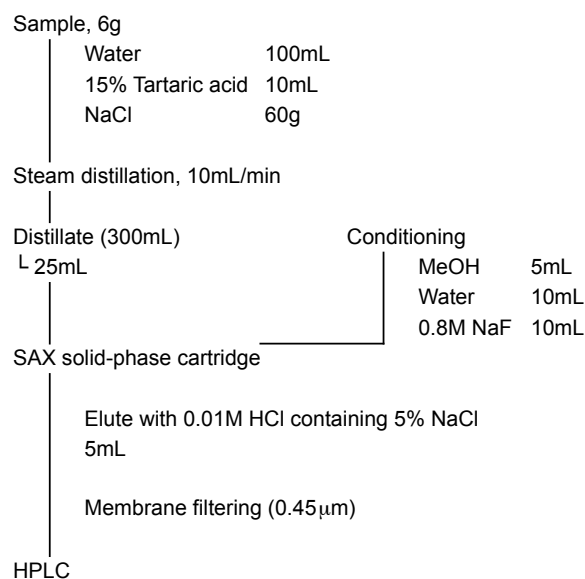 Sample, 6g
Water 100mL
15% Tartaric acid 10mL
NaCl 60g
Steam distillation, 10mL/min
Distillate (300mL)
└ 25mL
Conditioning
MeOH 5mL
Water 10mL
0.8M NaF 10mL
SAX solid-phase cartridge
Elute with 0.01M HCl containing 5% NaCl
5mL
Membrane filtering (0.45μm)
HPLC